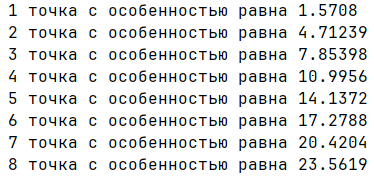 1 точка с особенностью равна 1.5708
2 точка с особенностью равна 4.71239
3 точка с особенностью равна 7.85398
4 точка с особенностью равна 10.9956
5 точка с особенностью равна 14.1372
6 точка с особенностью равна 17.2788
7 точка с особенностью равна 20.4204
8 точка с особенностью равна 23.5619